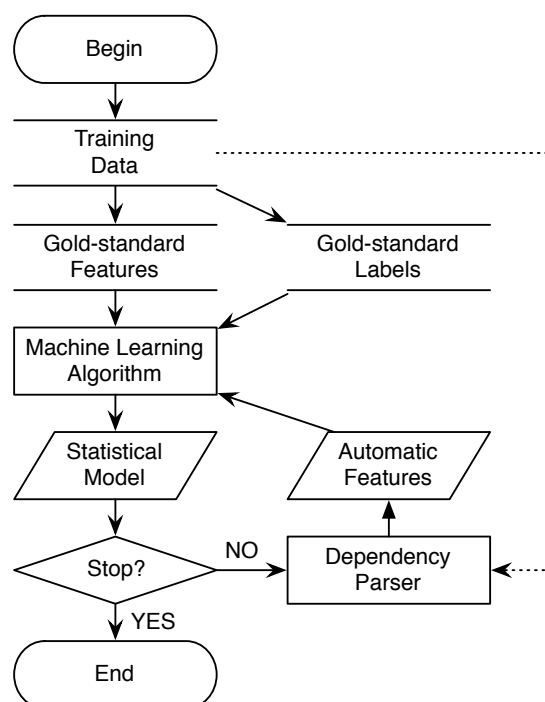 Begin
Training
Data
Gold-standard
Features
Gold-standard
Labels
Machine Learning
Algorithm
Statistical
Model
Automatic
Features
Stop?
NO
Dependency
Parser
YES
End